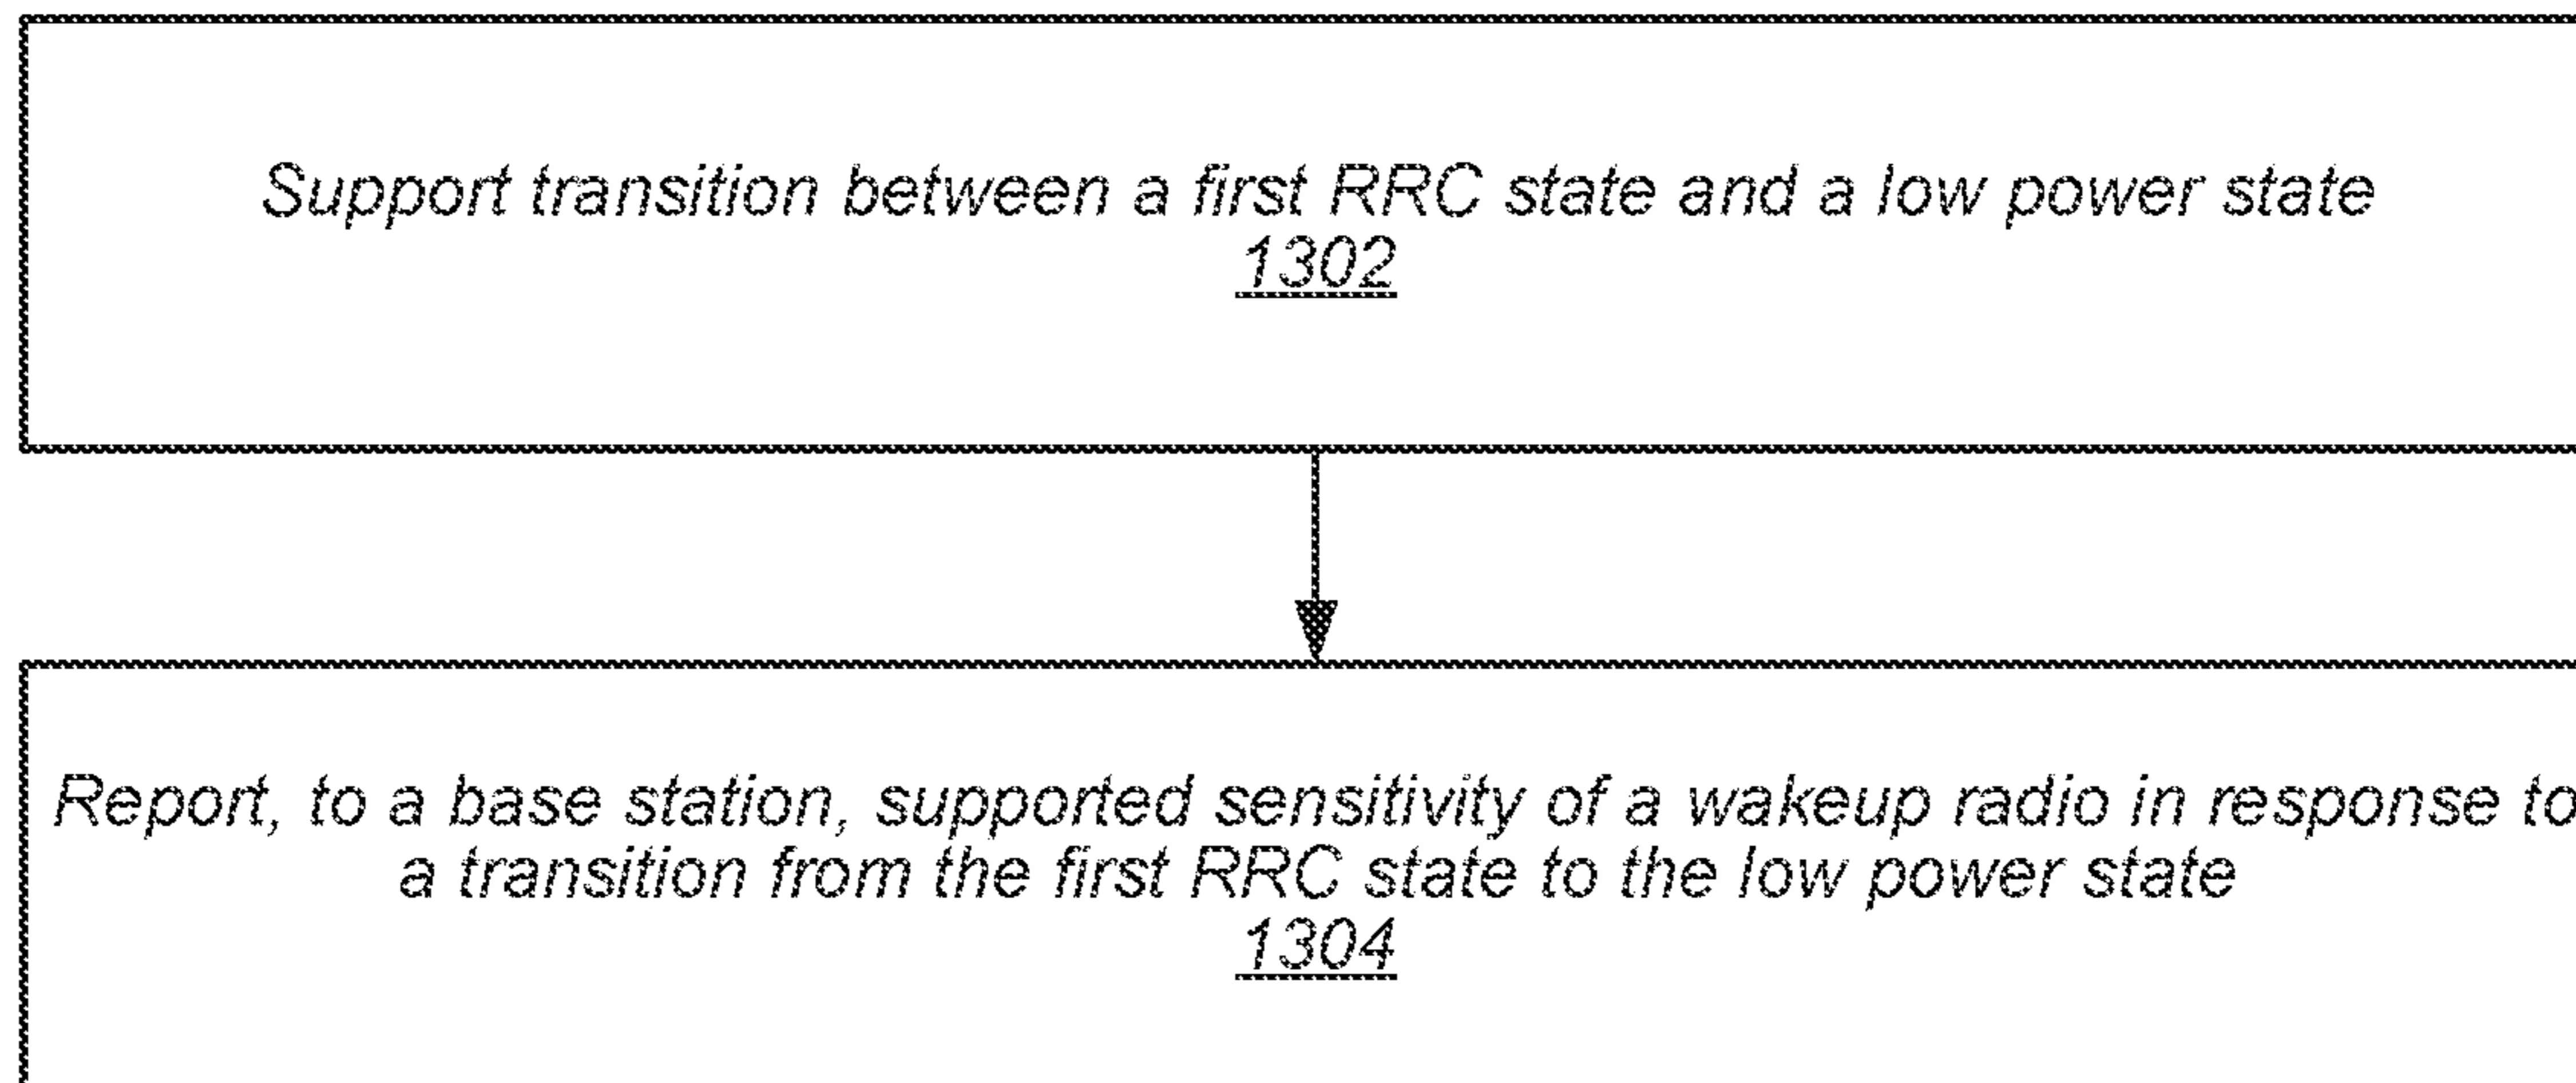 Support transition between a first RRC state and a low power state
1302
Report, to a base station, supported sensitivity of a wakeup radio in response to
a transition from the first RRC state to the low power state
1304